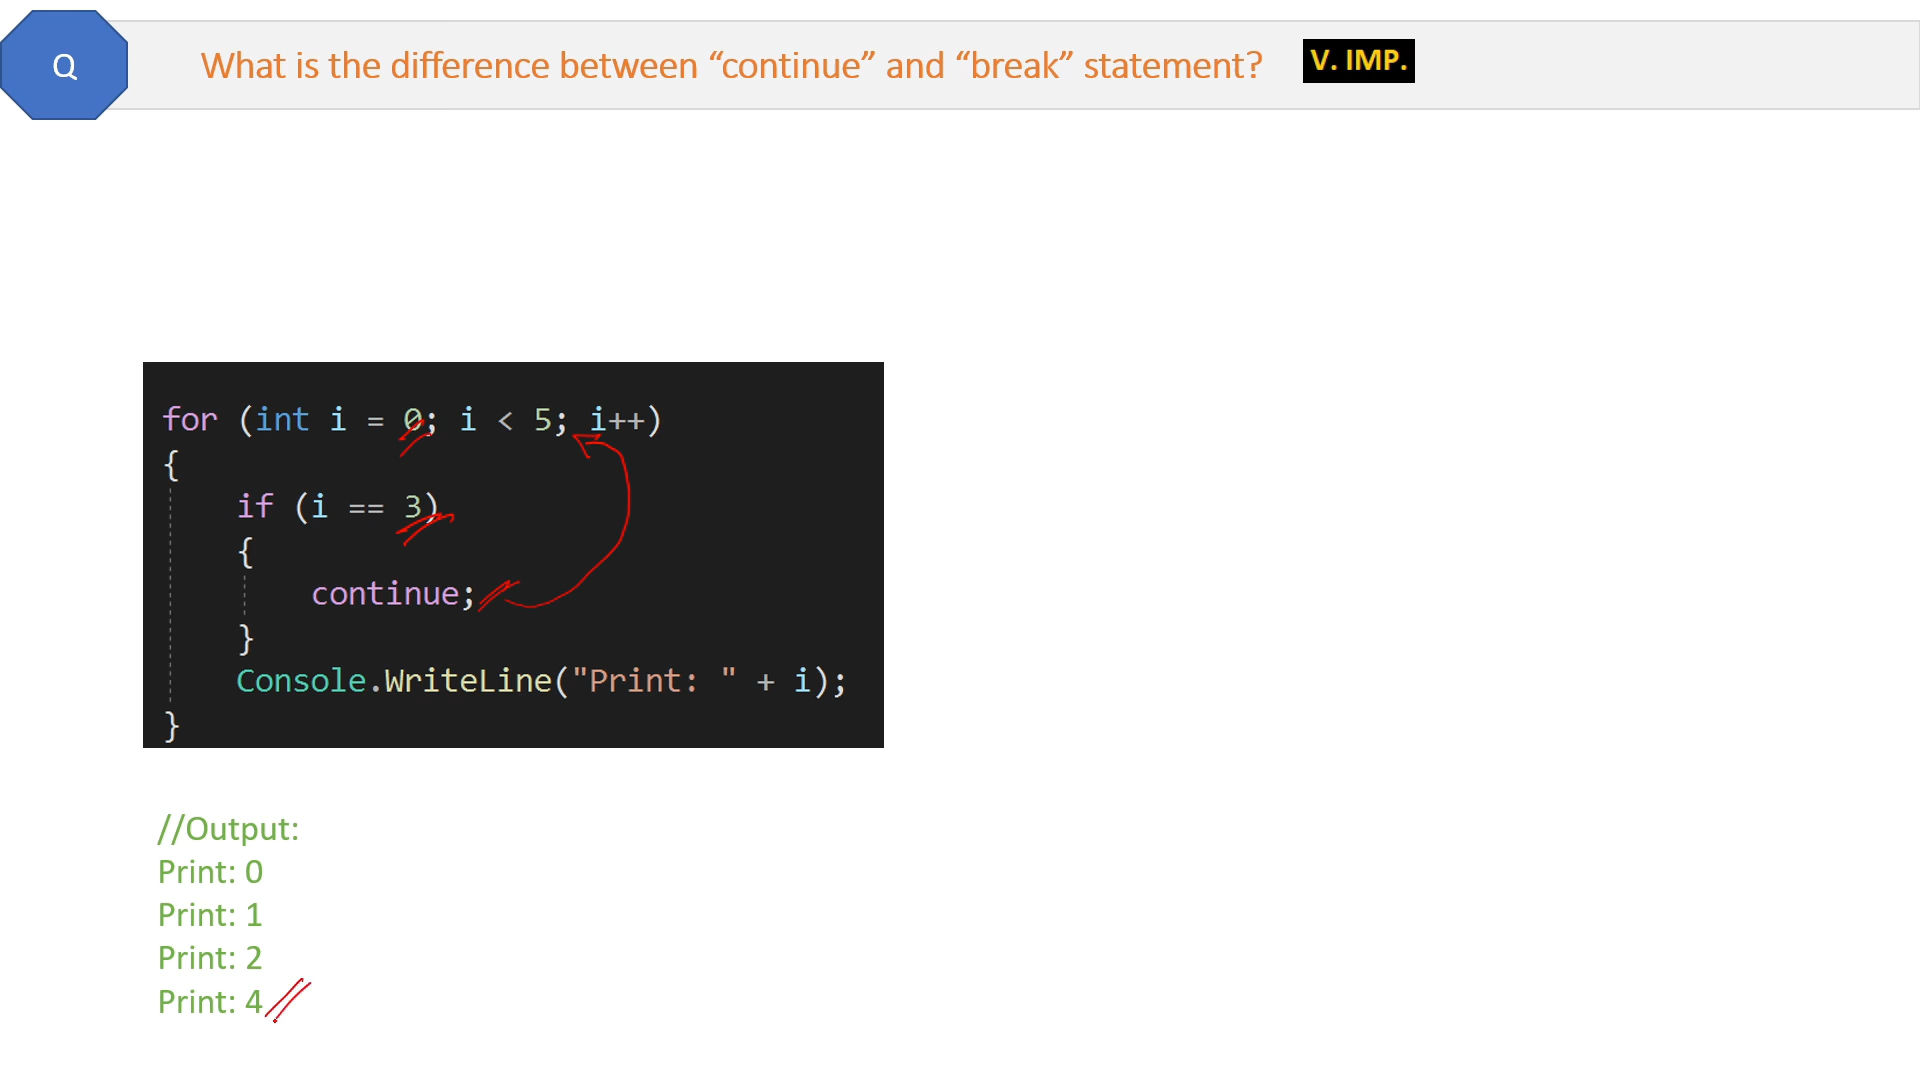 Q
What is the difference between “continue” and “break” statement?
V. IMP.
for (int i = 0; i < 5; i++)
{
if (i == 3)
{
continue;
}
Console.WriteLine("Print: " + i);
}
//Output:
Print: 0
Print: 1
Print: 2
Print: 4